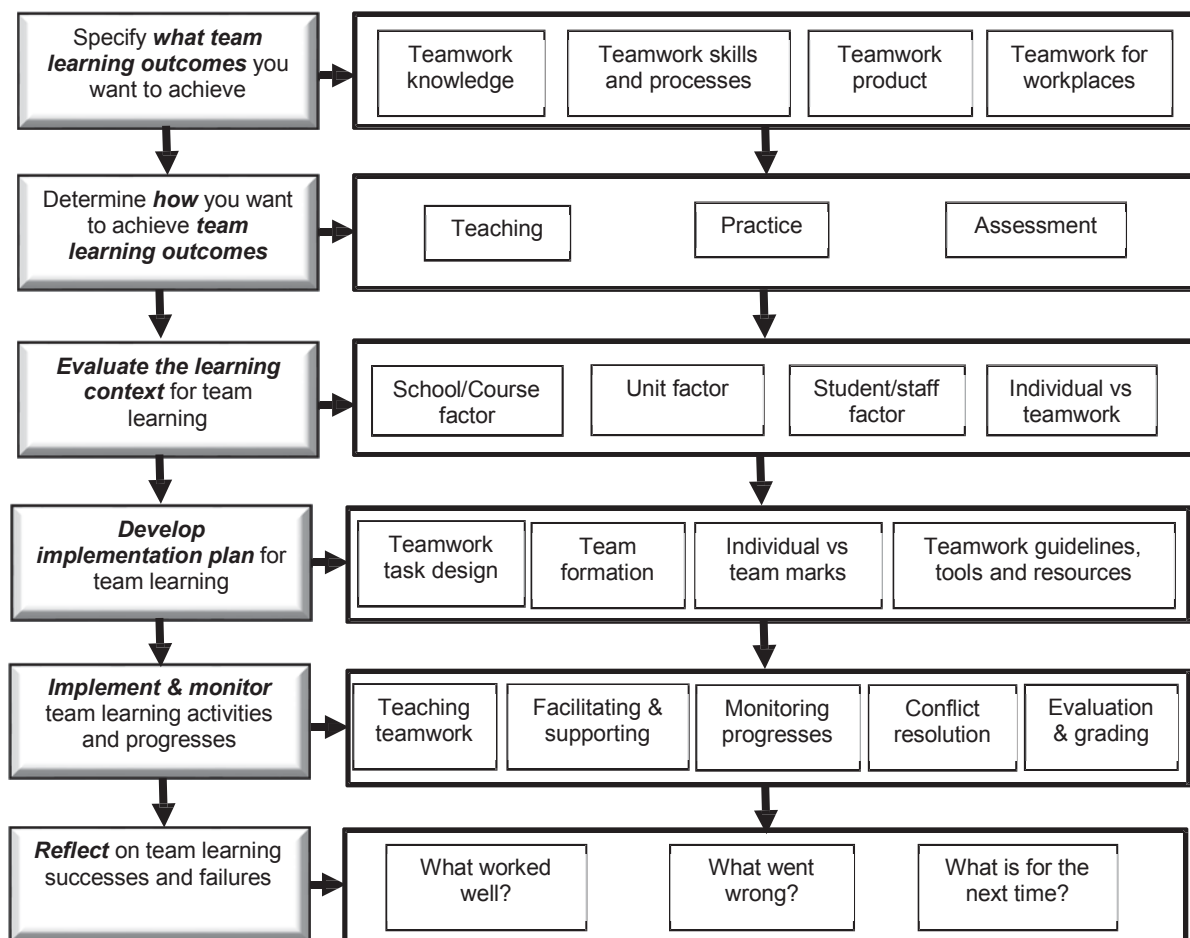 Specify what team
learning outcomes you
want to achieve
Teamwork
knowledge
Teamwork skills
and processes
Teamwork
product
Teamwork for
workplaces
Determine how you want
to achieve team
learning outcomes
Teaching
Practice
Assessment
Evaluate the learning
context for team
learning
School/Course
factor
Unit factor
Student/staff
factor
Individual vs
teamwork
Develop
implementation plan for
team learning
Teamwork
task design
Team
formation
Individual vs
team marks
Teamwork guidelines,
tools and resources
Implement & monitor
team learning activities
and progresses
Teaching
teamwork
Facilitating &
supporting
Monitoring
progresses
Conflict
resolution
Evaluation
& grading
Reflect on team learning
successes and failures
What worked
well?
What went
wrong?
What is for the
next time?